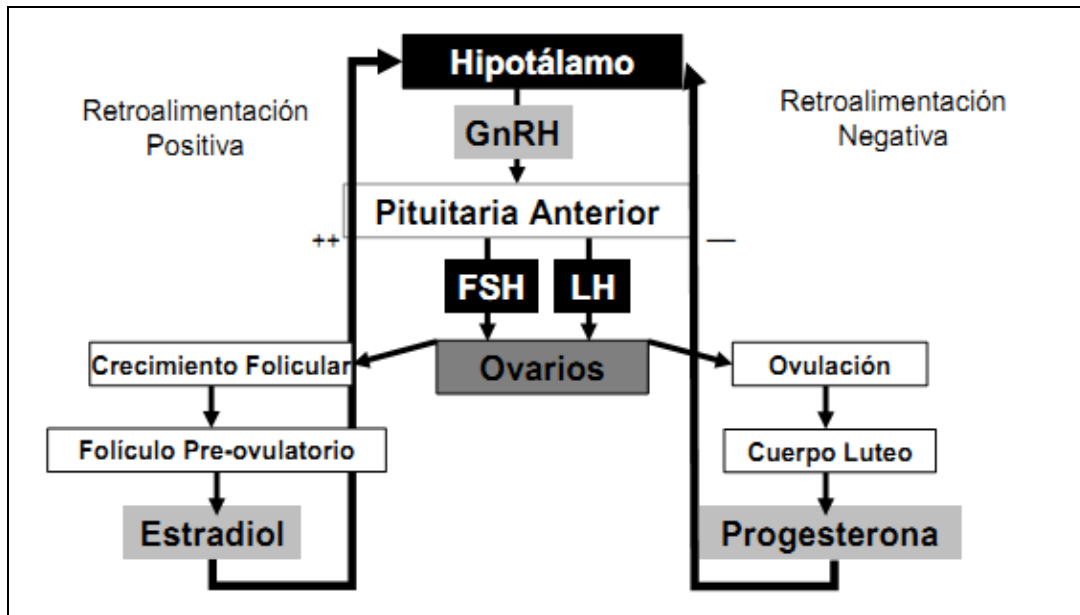 Hipotálamo
Retroalimentación
Positiva
GnRH
Retroalimentación
Negativa
Pituitaria Anterior
++
—
FSH
LH
Crecimiento Folicular
Ovarios
Ovulación
Folículo Pre-ovulatorio
Cuerpo Luteo
Estradiol
Progesterona